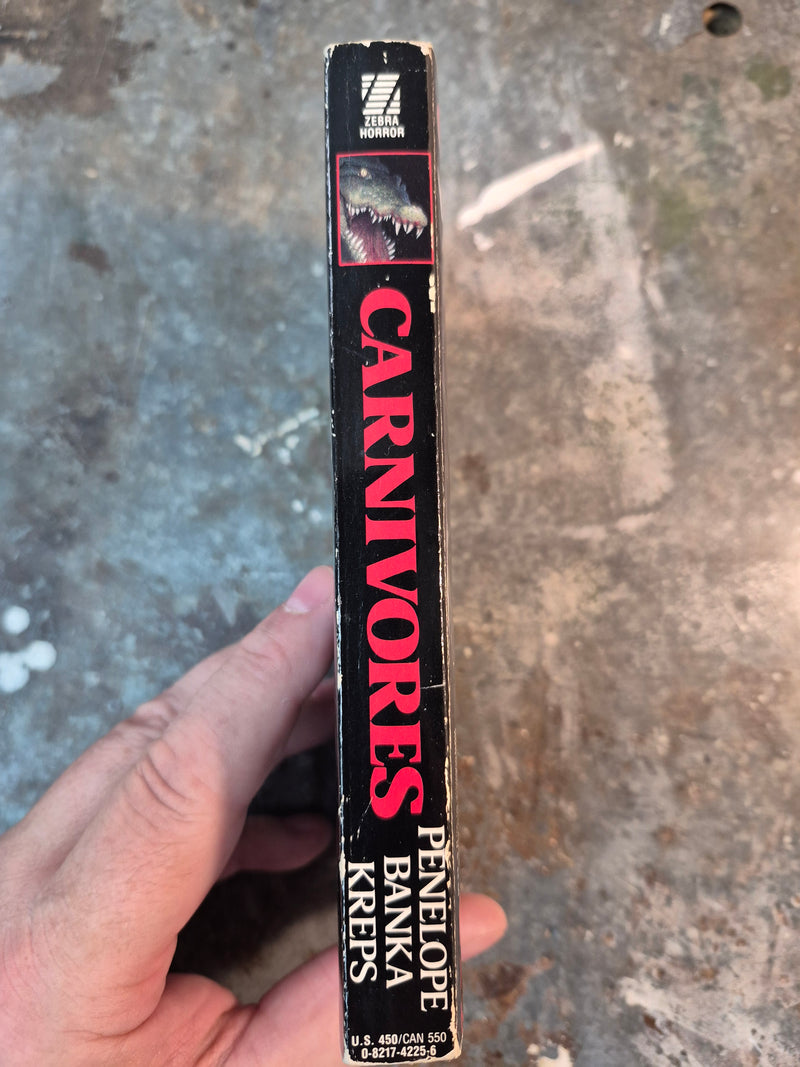 ZEBRA
HORROR
CARNIVORES
PENELOPE
BANKA
KREPS
U.S. 450/CAN 550
0-8217-4225-6